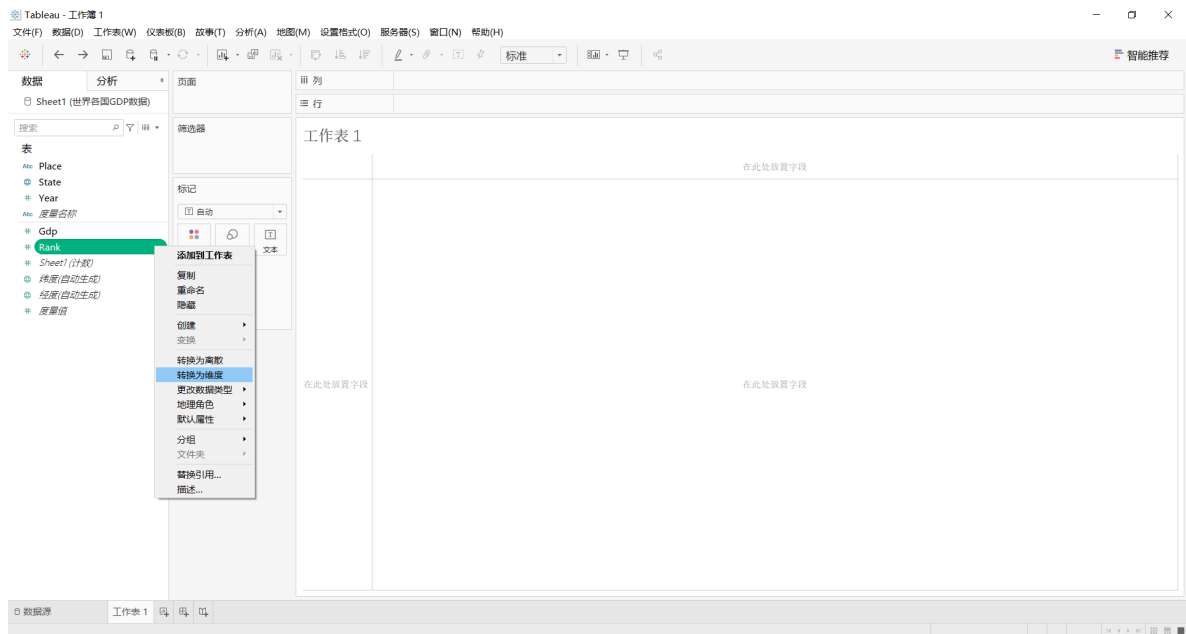 Tableau - 工作簿 1
文件(F) 数据(D) 工作表(W) 仪表板(B) 故事(T) 分析(A) 地图(M) 设置格式(O) 服务器(S) 窗口(N) 帮助(H)
标准
智能推荐
数据 分析
Sheet1 (世界各国GDP数据)
搜索
表
Abc Place
State
# Year
Abc 度量名称
# Gdp
# Rank
# Sheet1 (计数)
纬度(自动生成)
经度(自动生成)
# 度量值
页面
筛选器
标记
自动
文本
添加到工作表
复制
重命名
隐藏
创建
变换
转换为离散
转换为维度
更改数据类型
地理角色
默认属性
分组
文件夹
替换引用...
描述...
列
行
工作表 1
在此处放置字段
在此处放置字段
在此处放置字段
数据源 工作表 1